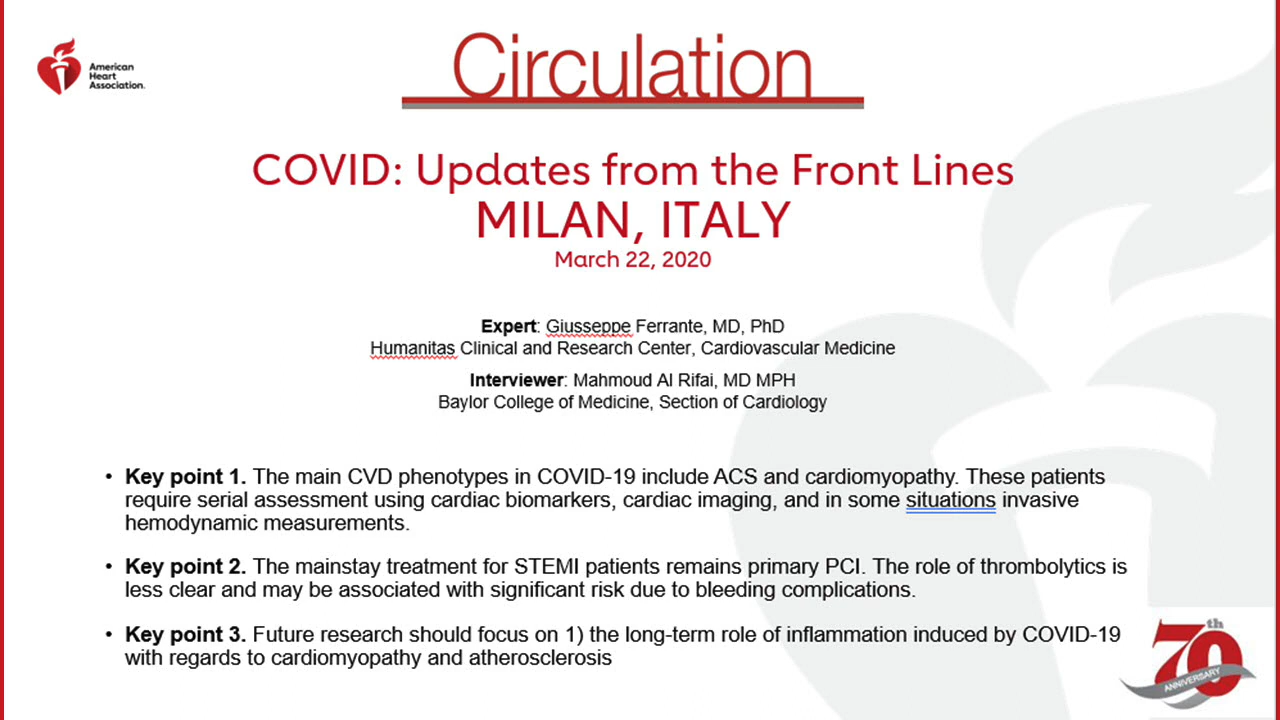 American
Heart
Association.
Circulation
COVID: Updates from the Front Lines
MILAN, ITALY
March 22, 2020
Expert: Giusseppe Ferrante, MD, PhD
Humanitas Clinical and Research Center, Cardiovascular Medicine
Interviewer: Mahmoud Al Rifai, MD MPH
Baylor College of Medicine, Section of Cardiology
• Key point 1. The main CVD phenotypes in COVID-19 include ACS and cardiomyopathy. These patients
require serial assessment using cardiac biomarkers, cardiac imaging, and in some situations invasive
hemodynamic measurements.
• Key point 2. The mainstay treatment for STEMI patients remains primary PCI. The role of thrombolytics is
less clear and may be associated with significant risk due to bleeding complications.
• Key point 3. Future research should focus on 1) the long-term role of inflammation induced by COVID-19
with regards to cardiomyopathy and atherosclerosis
70th
ANNIVERSARY